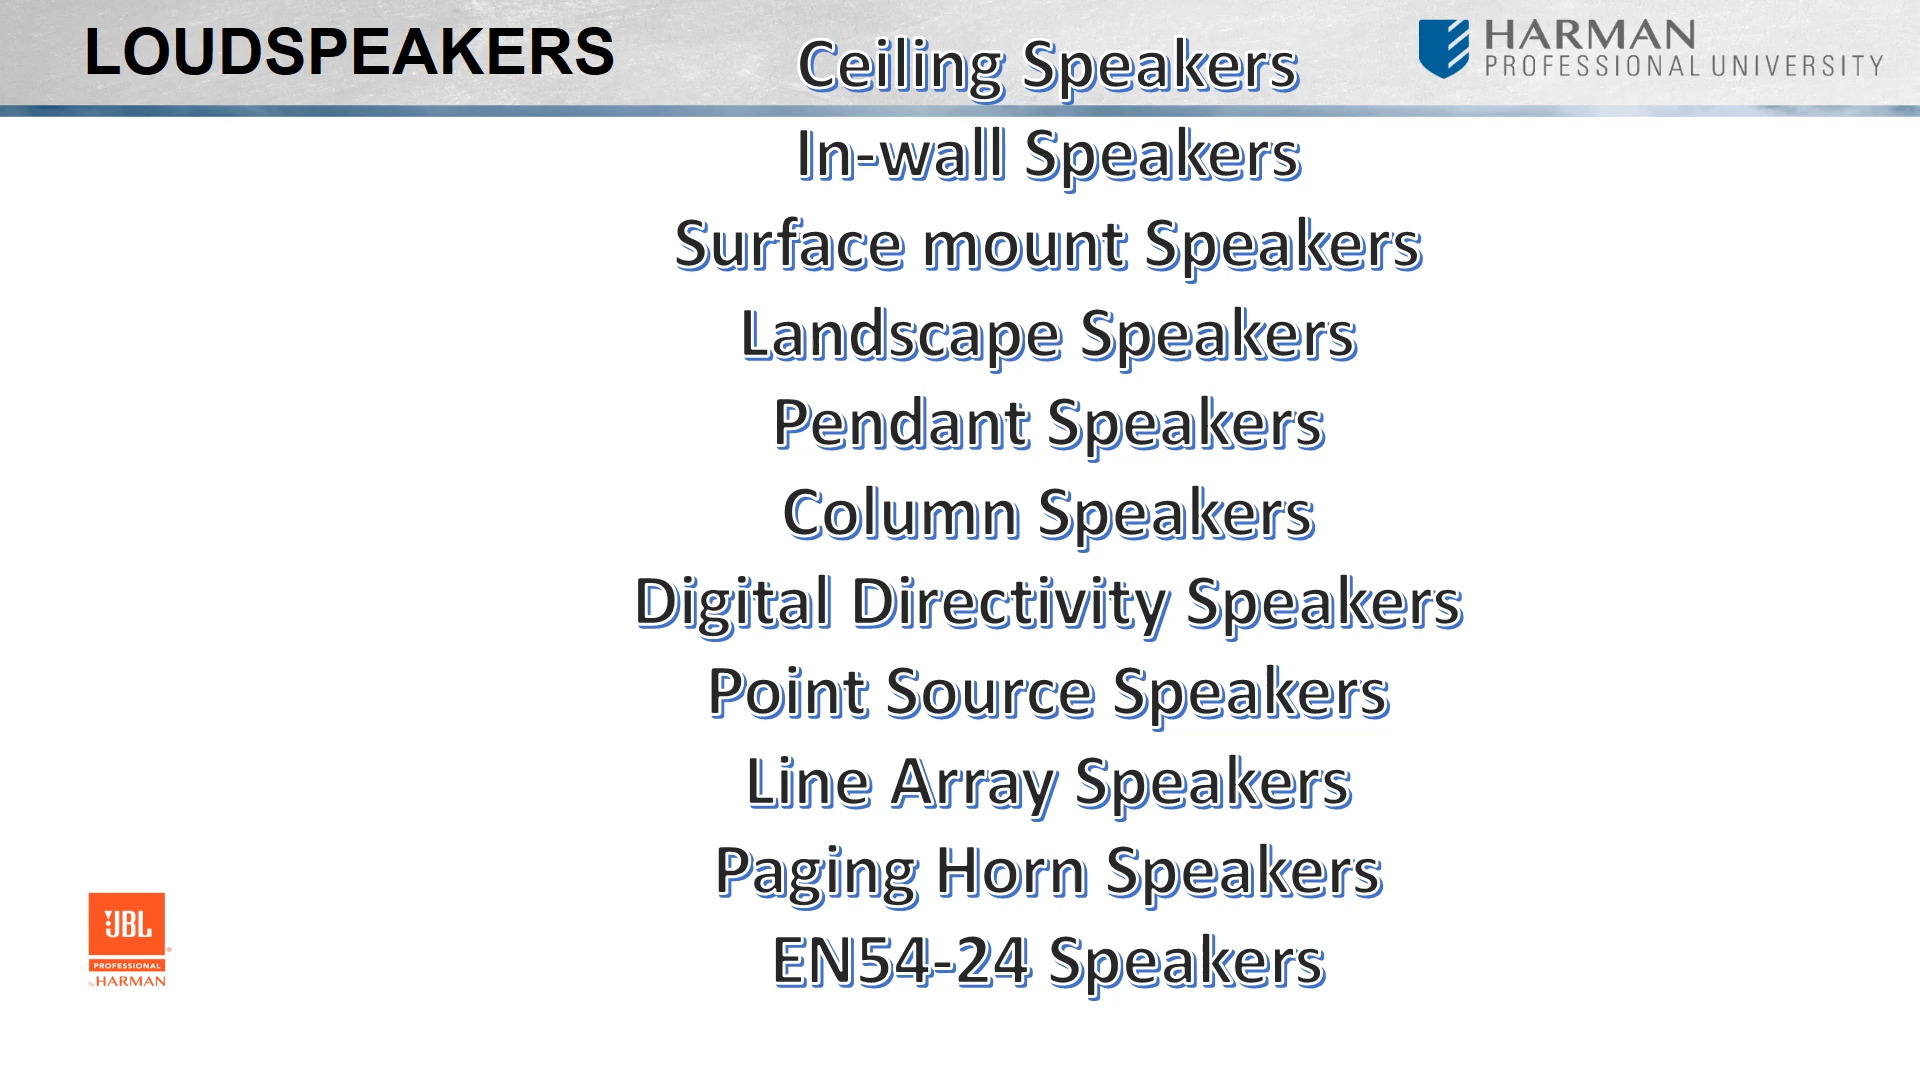 LOUDSPEAKERS
HARMAN
PROFESSIONAL UNIVERSITY
Ceiling Speakers
In-wall Speakers
Surface mount Speakers
Landscape Speakers
Pendant Speakers
Column Speakers
Digital Directivity Speakers
Point Source Speakers
Line Array Speakers
Paging Horn Speakers
EN54-24 Speakers
JBL
PROFESSIONAL
by HARMAN